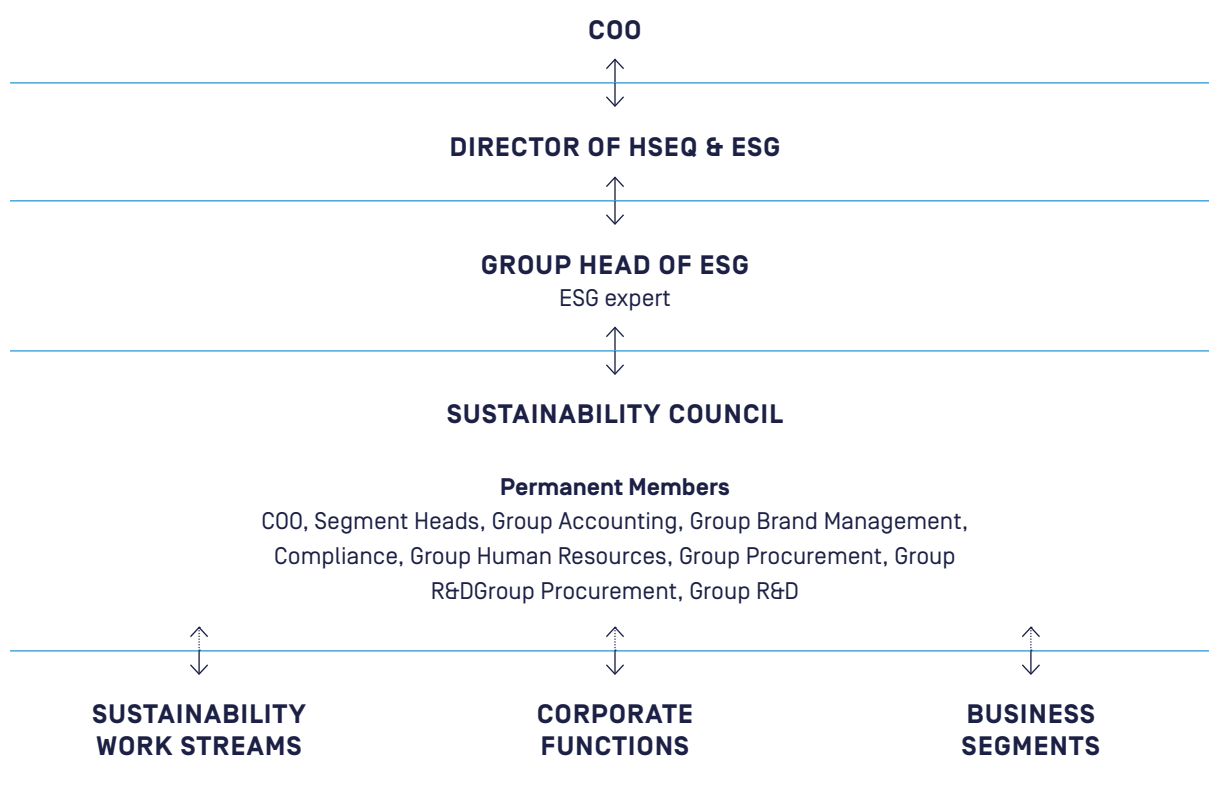 COO
DIRECTOR OF HSEQ & ESG
GROUP HEAD OF ESG
ESG expert
SUSTAINABILITY COUNCIL
Permanent Members
COO, Segment Heads, Group Accounting, Group Brand Management,
Compliance, Group Human Resources, Group Procurement, Group
R&DGroup Procurement, Group R&D
SUSTAINABILITY
WORK STREAMS
CORPORATE
FUNCTIONS
BUSINESS
SEGMENTS